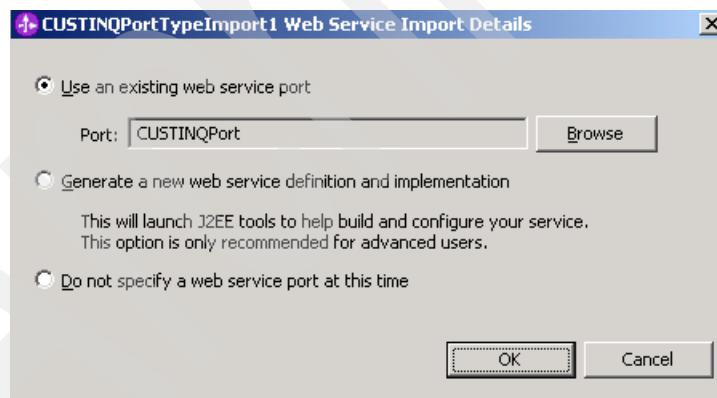 CUSTINQPortTypeImport1 Web Service Import Details
Use an existing web service port
Port: CUSTINQPort Browse
Generate a new web service definition and implementation
This will launch J2EE tools to help build and configure your service.
This option is only recommended for advanced users.
Do not specify a web service port at this time
OK Cancel